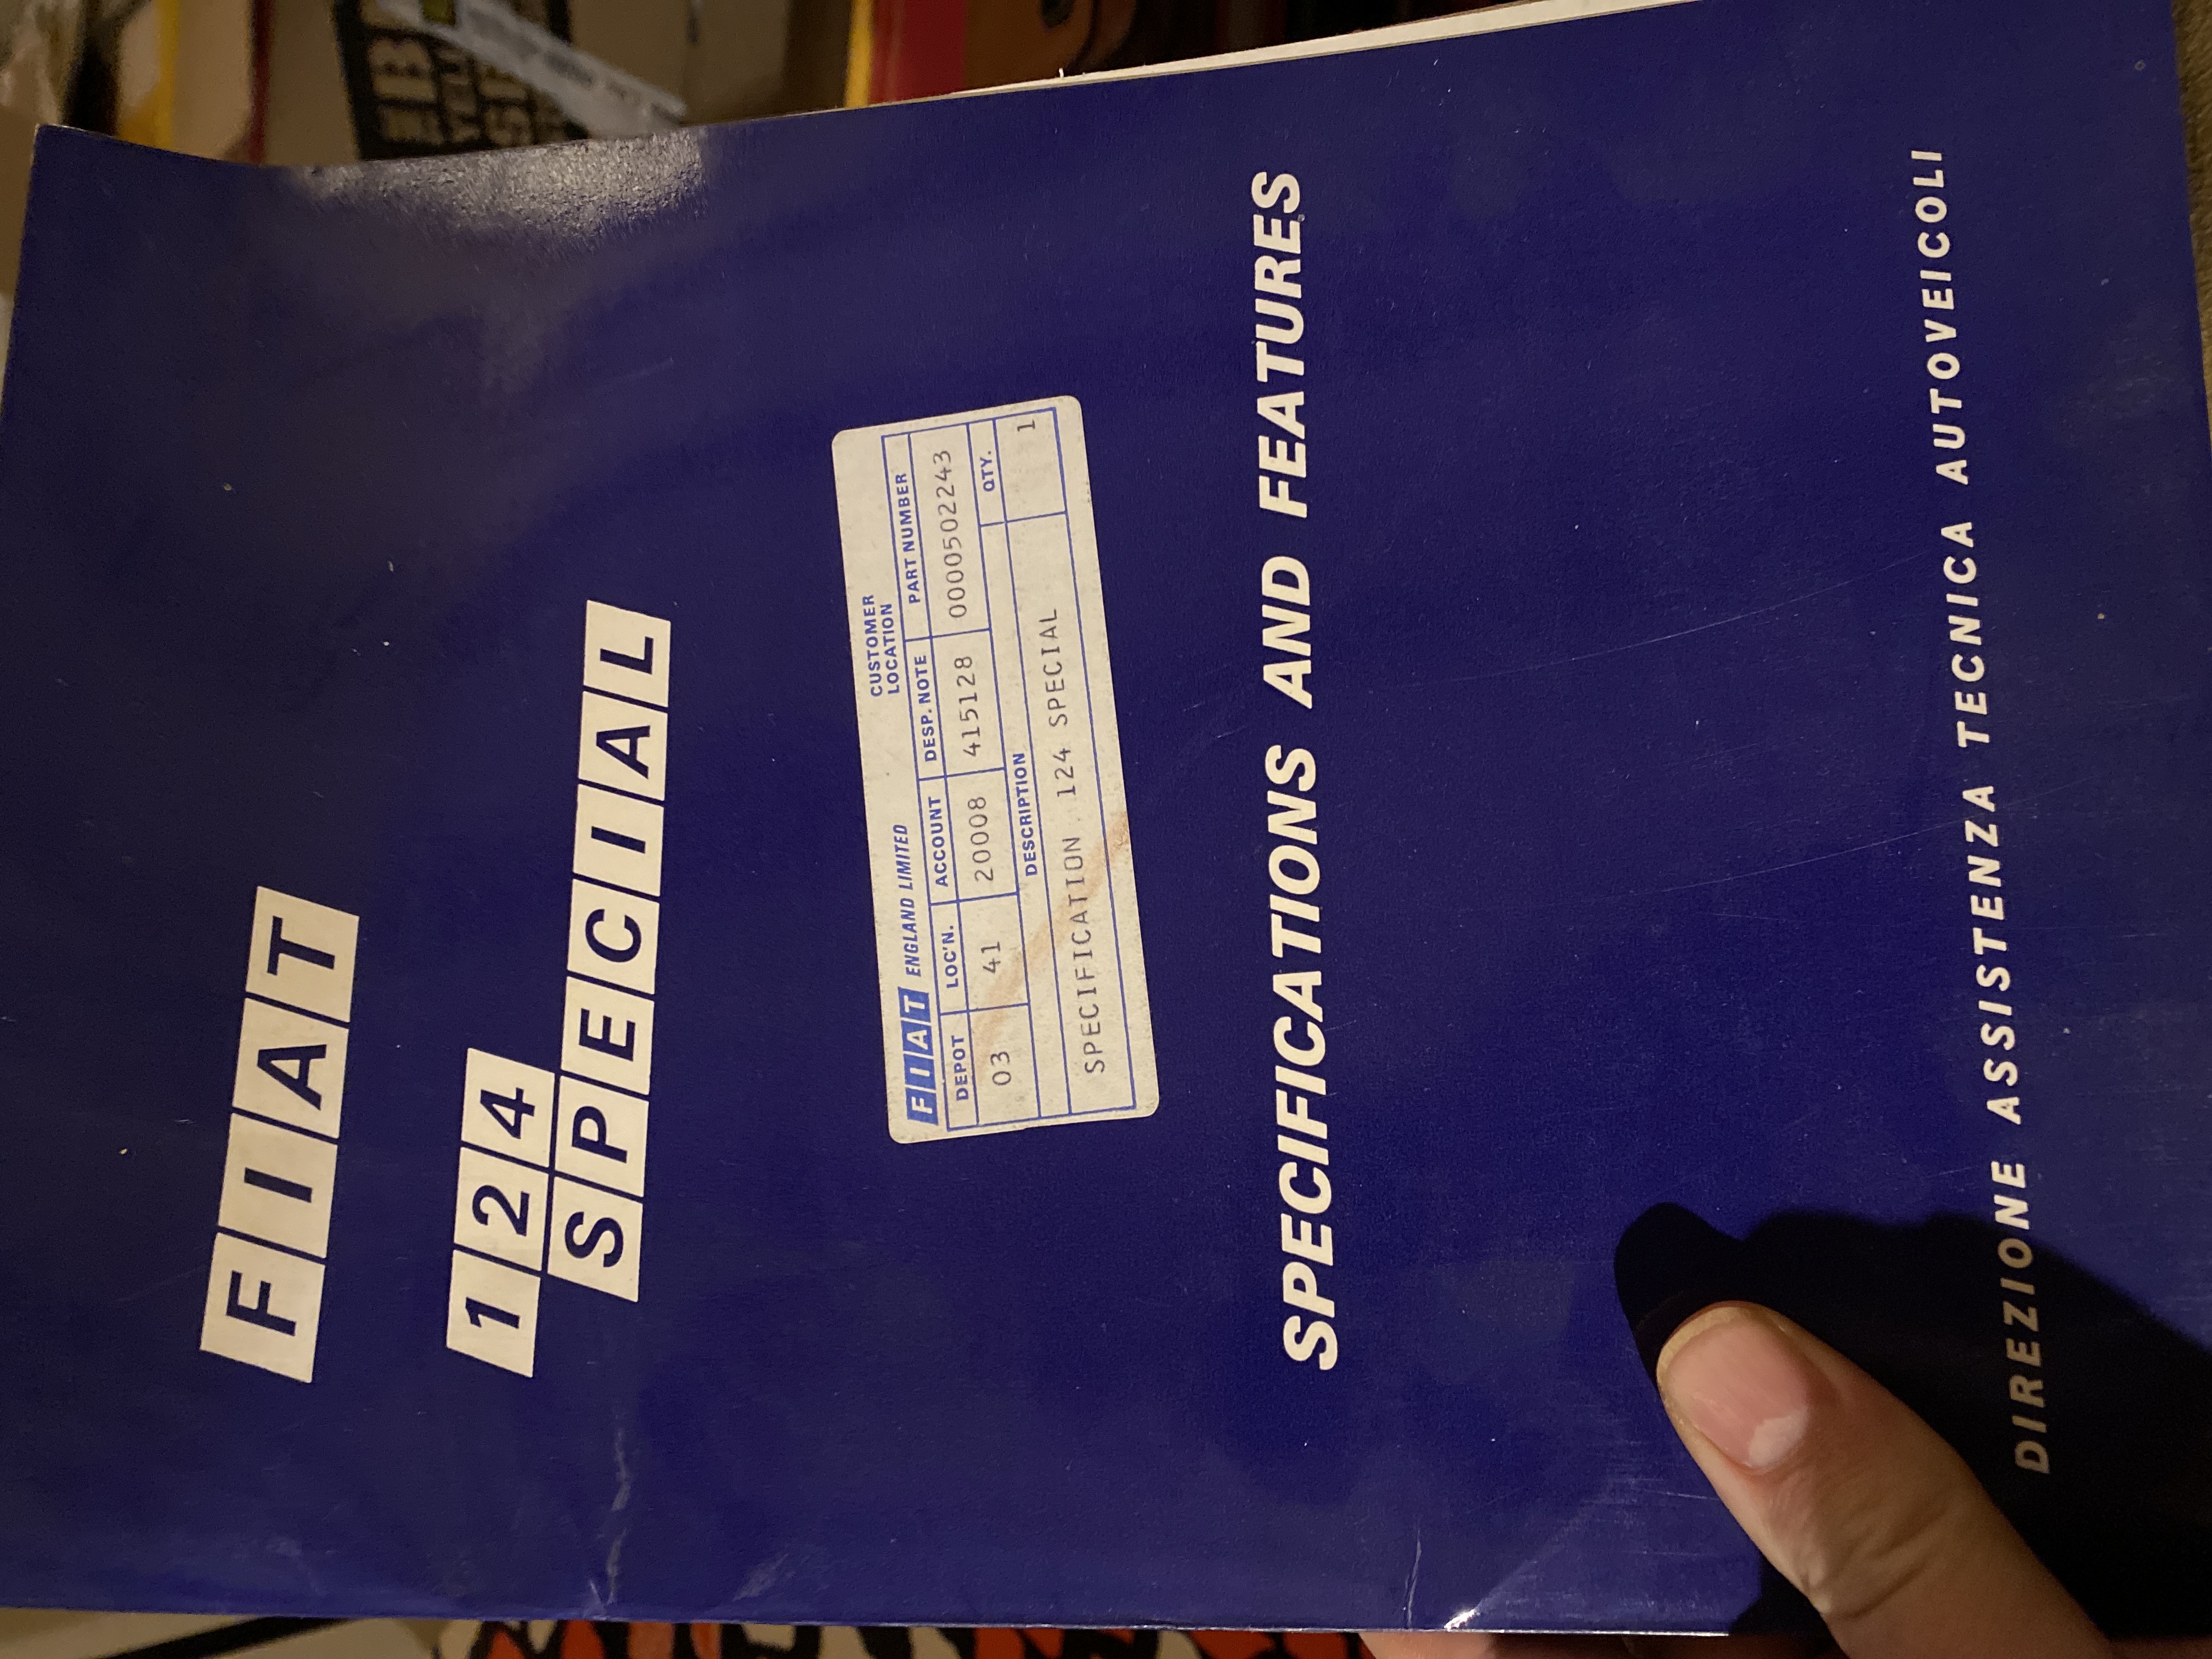 FIAT
124
SPECIAL
FIAT ENGLAND LIMITED
CUSTOMER
LOCATION
DEPOT LOC'N. ACCOUNT DESP. NOTE PART NUMBER
03 41 20008 415128 0000502243
DESCRIPTION QTY.
SPECIFICATION 124 SPECIAL 1
SPECIFICATIONS AND FEATURES
DIREZIONE ASSISTENZA TECNICA AUTOVEICOLI